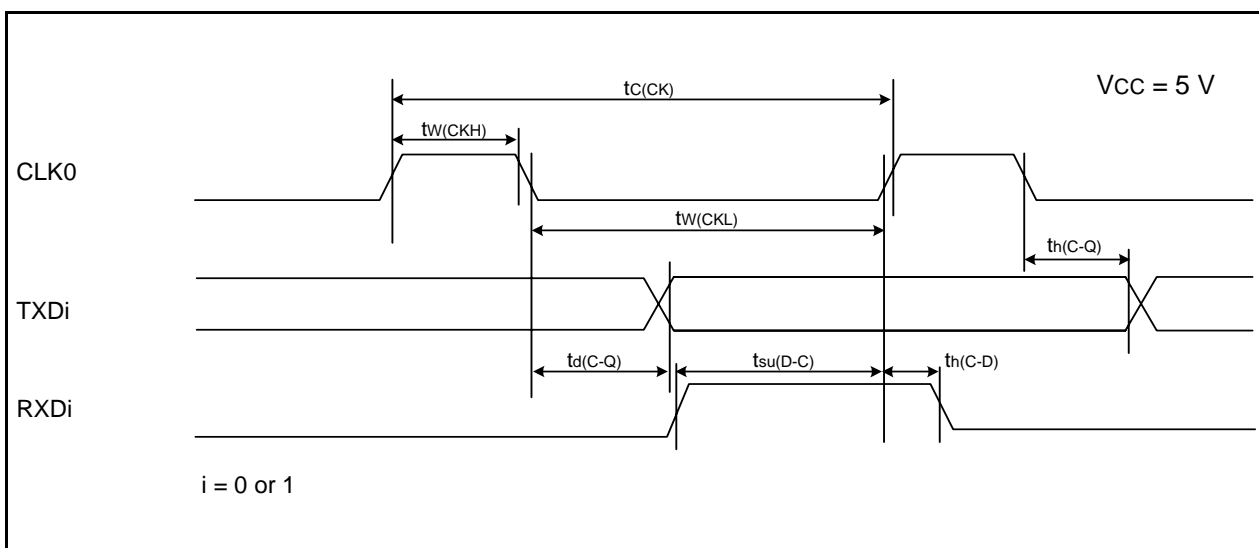 tC(CK)
VCC = 5 V
tW(CKH)
CLK0
tW(CKL)
th(C-Q)
TXDi
td(C-Q)
tsu(D-C)
th(C-D)
RXDi
i = 0 or 1